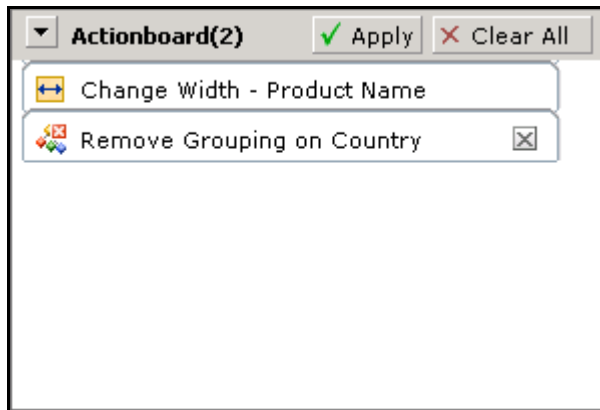 Actionboard(2) Apply Clear All
Change Width - Product Name
Remove Grouping on Country